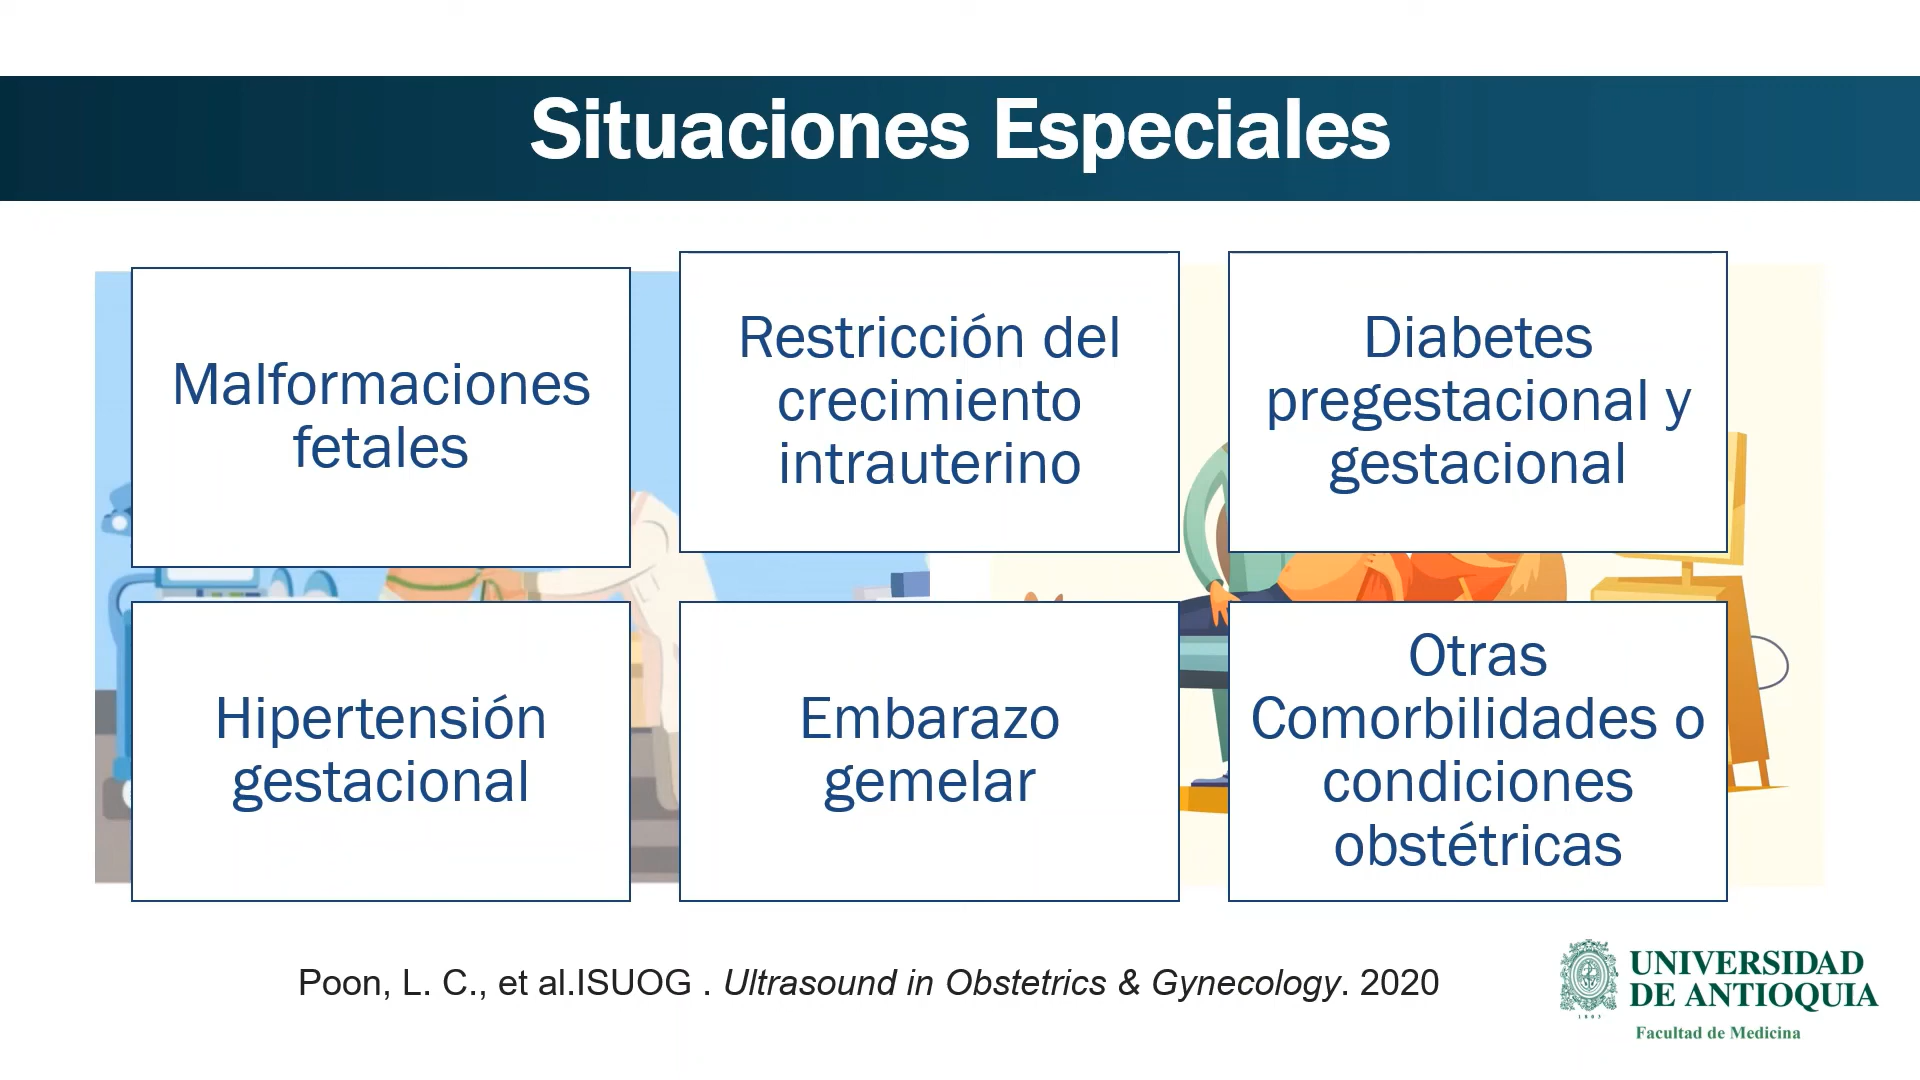 Situaciones Especiales
Malformaciones
fetales
Restricción del
crecimiento
intrauterino
Diabetes
pregestacional y
gestacional
Hipertensión
gestacional
Embarazo
gemelar
Otras
Comorbilidades o
condiciones
obstétricas
Poon, L. C., et al.ISUOG . Ultrasound in Obstetrics & Gynecology. 2020
UNIVERSIDAD
DE ANTIOQUIA
1803
Facultad de Medicina